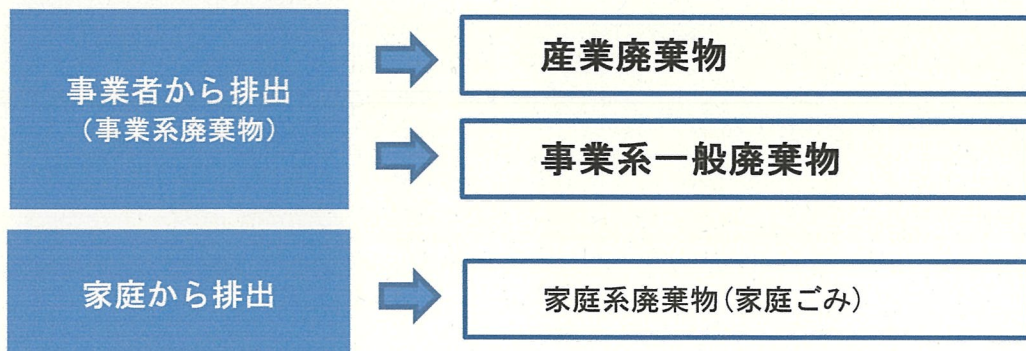 事業者から排出
（事業系廃棄物）
産業廃棄物
事業系一般廃棄物
家庭から排出
家庭系廃棄物(家庭ごみ)